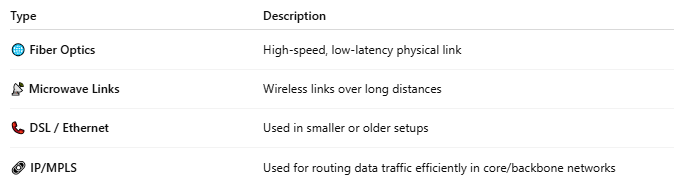 Type Description
Fiber Optics High-speed, low-latency physical link
Microwave Links Wireless links over long distances
DSL / Ethernet Used in smaller or older setups
IP/MPLS Used for routing data traffic efficiently in core/backbone networks